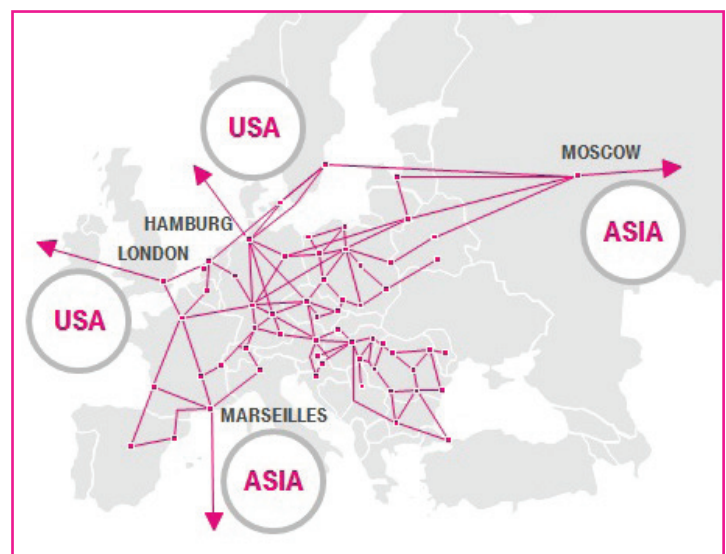 USA
MOSCOW
HAMBURG
ASIA
LONDON
USA
MARSEILLES
ASIA